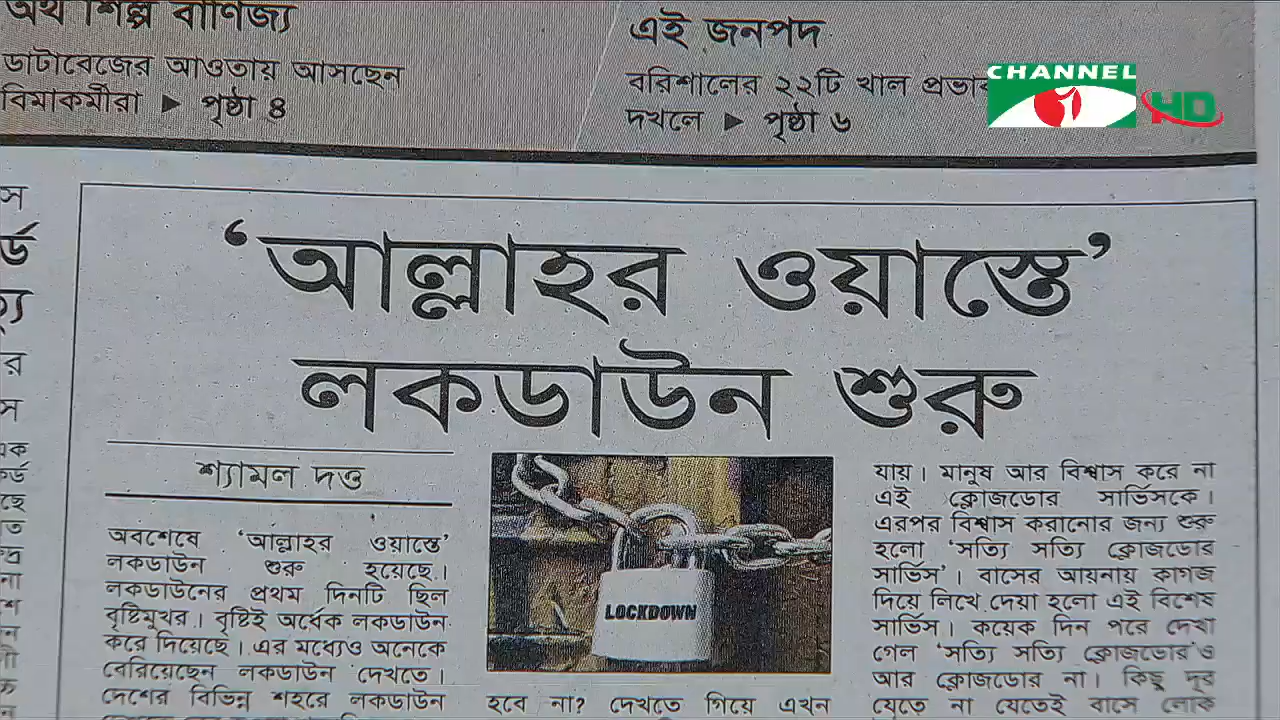 অর্থ শিল্প বাণিজ্য
ডাটাবেজের আওতায় আসছেন
বিমাকর্মীরা ▶ পৃষ্ঠা ৪
এই জনপদ
বরিশালের ২২টি খাল
দখলে ▶ পৃষ্ঠা ৬
CHANNEL
HD
‘আল্লাহর ওয়াস্তে’
লকডাউন শুরু
শ্যামল দত্ত
অবশেষে ‘আল্লাহর ওয়াস্তে’
লকডাউন শুরু হয়েছে।
লকডাউনের প্রথম দিনটি ছিল
বৃষ্টিমুখর। বৃষ্টিই অর্ধেক লকডাউন
করে দিয়েছে। এর মধ্যেও অনেকে
বেরিয়েছেন লকডাউন দেখতে।
দেশের বিভিন্ন শহরে লকডাউন
LOCKDOWN
হবে না? দেখতে গিয়ে এখন
যায়। মানুষ আর বিশ্বাস করে না
এই ক্লোজডোর সার্ভিসকে।
এরপর বিশ্বাস করানোর জন্য শুরু
হলো ‘সত্যি সত্যি ক্লোজডোর
সার্ভিস’। বাসের আয়নায় কাগজ
দিয়ে লিখে দেয়া হলো এই বিশেষ
সার্ভিস। কয়েক দিন পরে দেখা
গেল ‘সত্যি সত্যি ক্লোজডোর’ও
আর ক্লোজডোর না। কিছু দূর
যেতে না যেতেই বাসে লোক